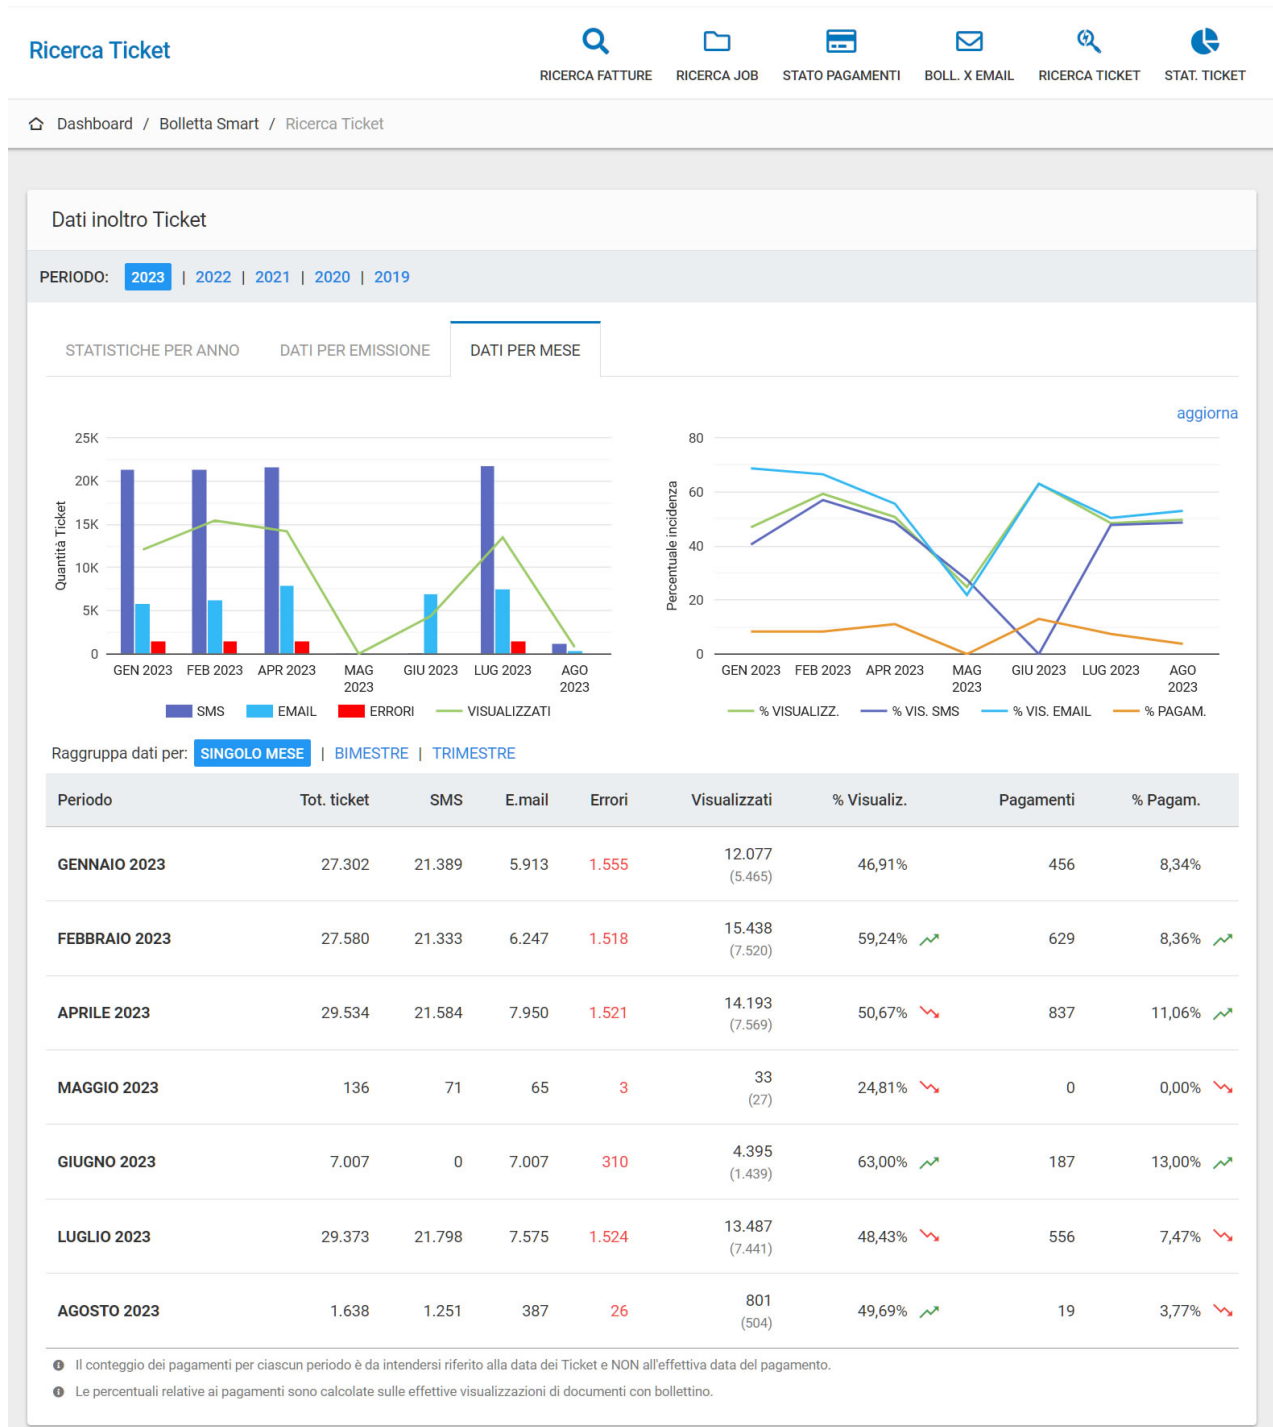 Ricerca Ticket
RICERCA FATTURE RICERCA JOB STATO PAGAMENTI BOLL. X EMAIL RICERCA TICKET STAT. TICKET
Dashboard / Bolletta Smart / Ricerca Ticket
Dati inoltro Ticket
PERIODO: 2023 | 2022 | 2021 | 2020 | 2019
STATISTICHE PER ANNO DATI PER EMISSIONE DATI PER MESE
aggiorna
Quantità Ticket
25K
20K
15K
10K
5K
0
GEN 2023 FEB 2023 APR 2023 MAG 2023 GIU 2023 LUG 2023 AGO 2023
SMS EMAIL ERRORI VISUALIZZATI
Percentuale incidenza
80
60
40
20
0
GEN 2023 FEB 2023 APR 2023 MAG 2023 GIU 2023 LUG 2023 AGO 2023
% VISUALIZZ. % VIS. SMS % VIS. EMAIL % PAGAM.
Raggruppa dati per: SINGOLO MESE | BIMESTRE | TRIMESTRE
Periodo Tot. ticket SMS E.mail Errori Visualizzati % Visualiz. Pagamenti % Pagam.
GENNAIO 2023 27.302 21.389 5.913 1.555 12.077 46,91% 456 8,34%
(5.465)
FEBBRAIO 2023 27.580 21.333 6.247 1.518 15.438 59,24% 629 8,36%
(7.520)
APRILE 2023 29.534 21.584 7.950 1.521 14.193 50,67% 837 11,06%
(7.569)
MAGGIO 2023 136 71 65 3 33 24,81% 0 0,00%
(27)
GIUGNO 2023 7.007 0 7.007 310 4.395 63,00% 187 13,00%
(1.439)
LUGLIO 2023 29.373 21.798 7.575 1.524 13.487 48,43% 556 7,47%
(7.441)
AGOSTO 2023 1.638 1.251 387 26 801 49,69% 19 3,77%
(504)
Il conteggio dei pagamenti per ciascun periodo è da intendersi riferito alla data dei Ticket e NON all'effettiva data del pagamento.
Le percentuali relative ai pagamenti sono calcolate sulle effettive visualizzazioni di documenti con bollettino.